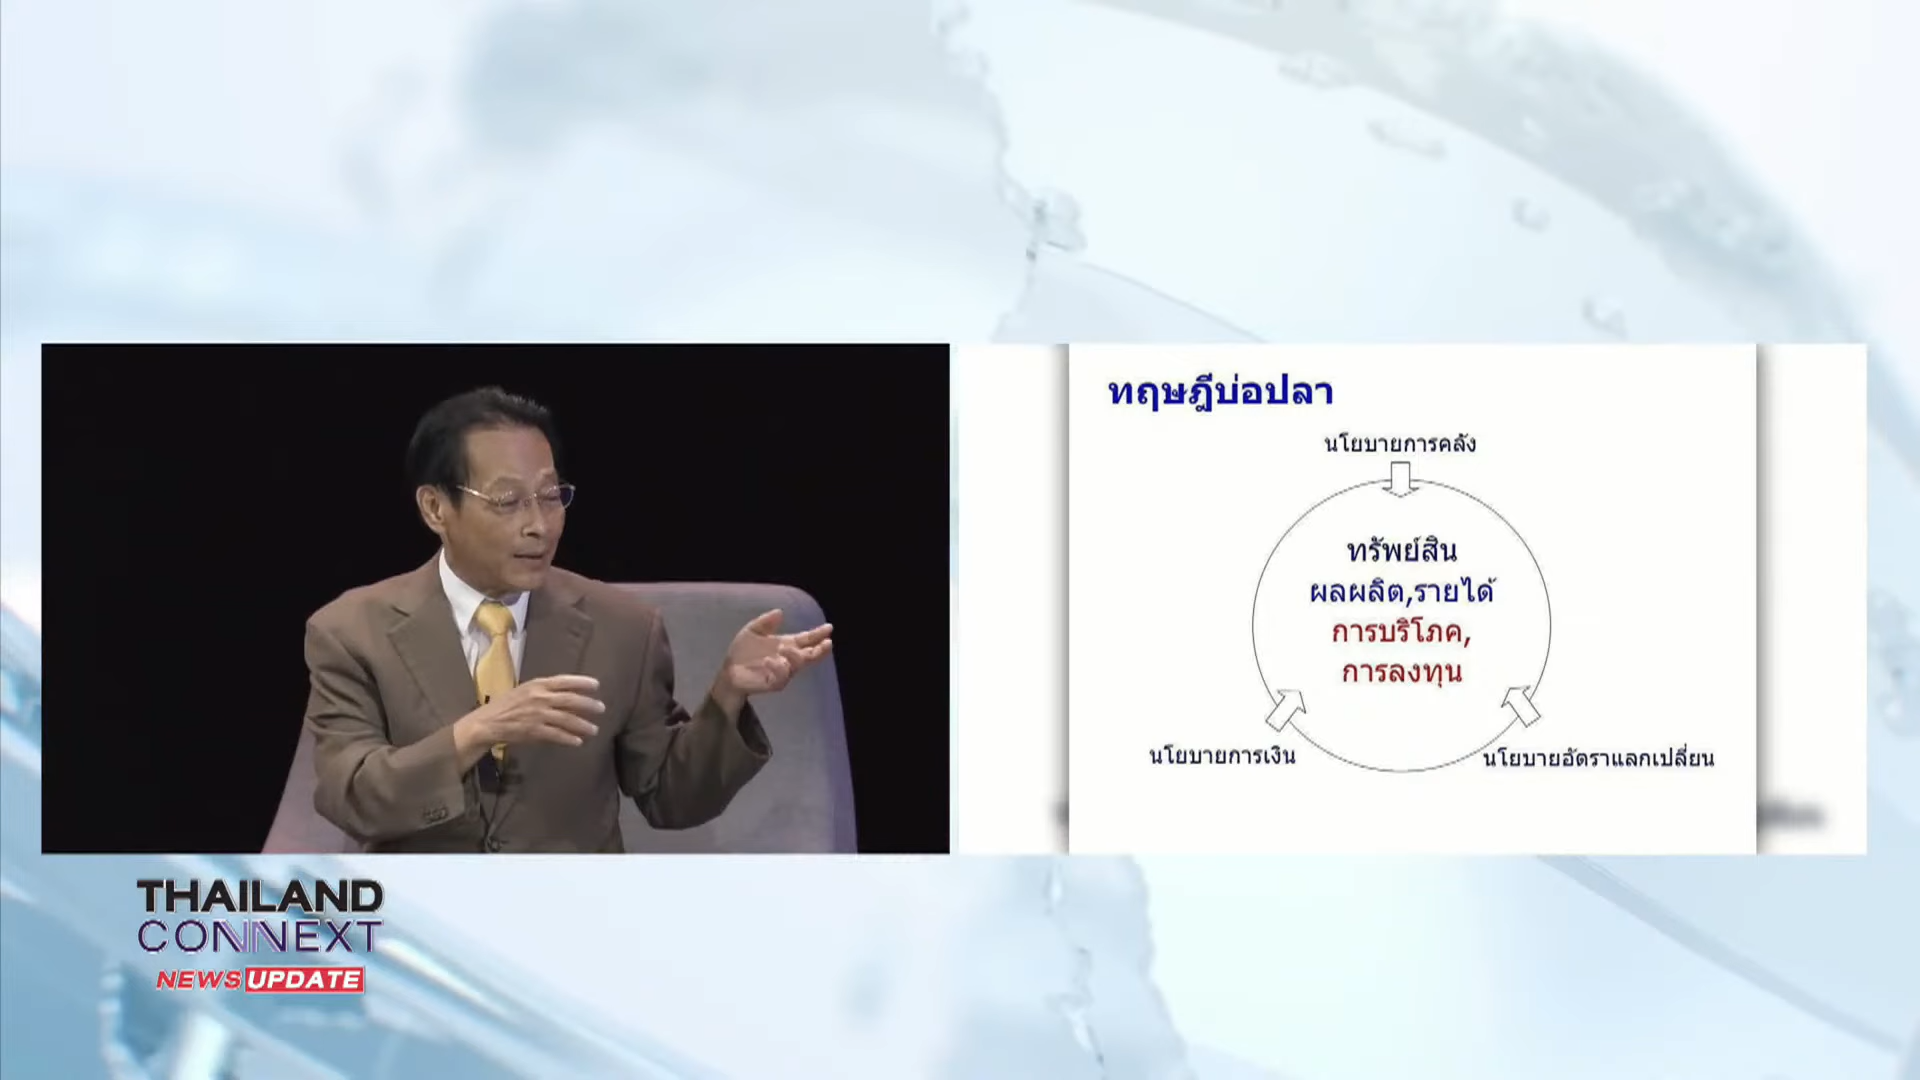 ทฤษฎีบ่อปลา
นโยบายการคลัง
ทรัพย์สิน
ผลผลิต,รายได้
การบริโภค,
การลงทุน
นโยบายการเงิน
นโยบายอัตราแลกเปลี่ยน
THAILAND
CONNEXT
NEWS UPDATE